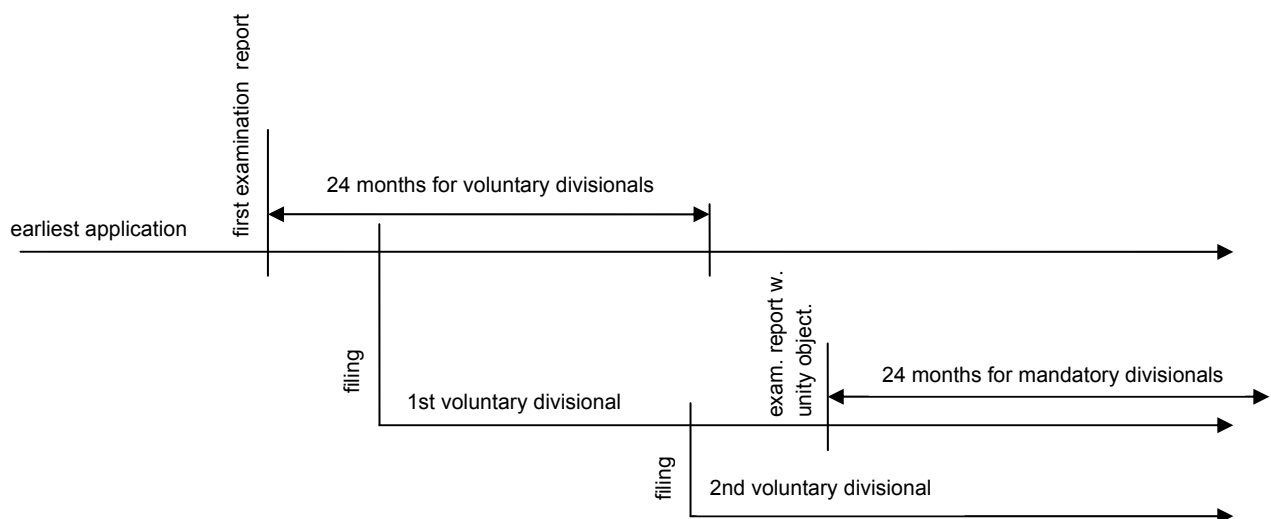 first examination report
24 months for voluntary divisionals
earliest application
filing
exam. report w.
unity object.
24 months for mandatory divisionals
1st voluntary divisional
filing
2nd voluntary divisional